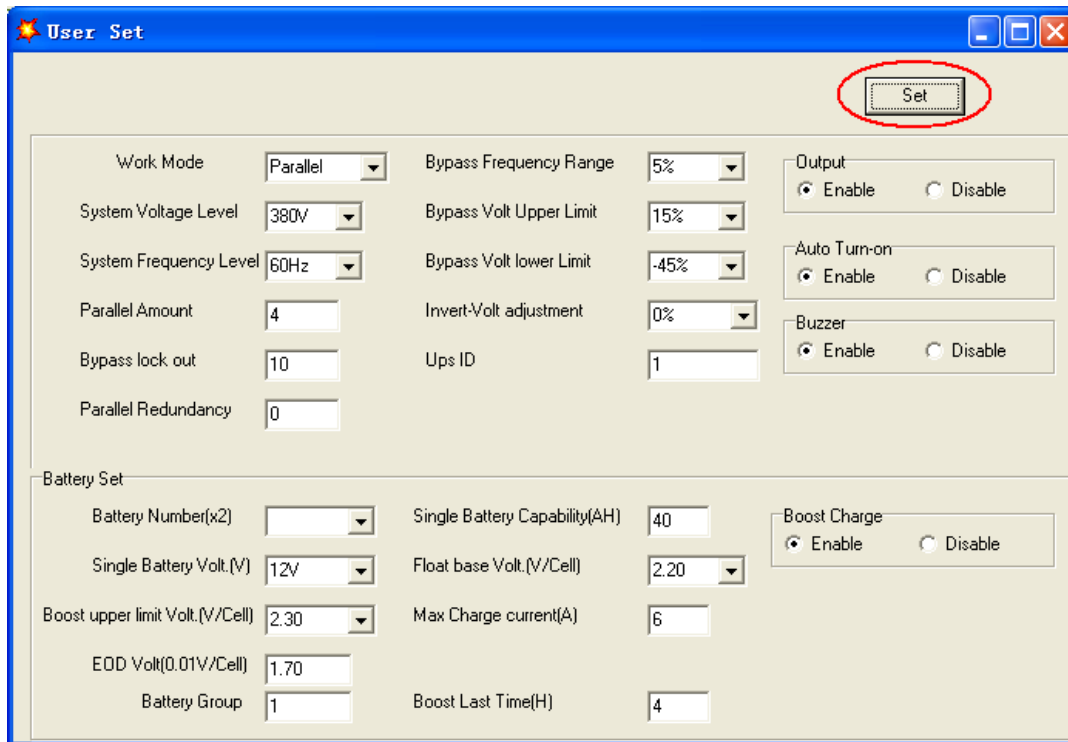 User Set
Set
Work Mode Parallel Bypass Frequency Range 5% Output
Enable Disable
System Voltage Level 380V Bypass Volt Upper Limit 15%
System Frequency Level 60Hz Bypass Volt lower Limit -45% Auto Turn-on
Enable Disable
Parallel Amount 4 Invert-Volt adjustment 0% Buzzer
Enable Disable
Bypass lock out 10 Ups ID 1
Parallel Redundancy 0
Battery Set
Battery Number(x2) Single Battery Capability(AH) 40 Boost Charge
Enable Disable
Single Battery Volt.(V) 12V Float base Volt.(V/Cell) 2.20
Boost upper limit Volt.(V/Cell) 2.30 Max Charge current(A) 6
EOD Volt(0.01V/Cell) 1.70
Battery Group 1 Boost Last Time(H) 4